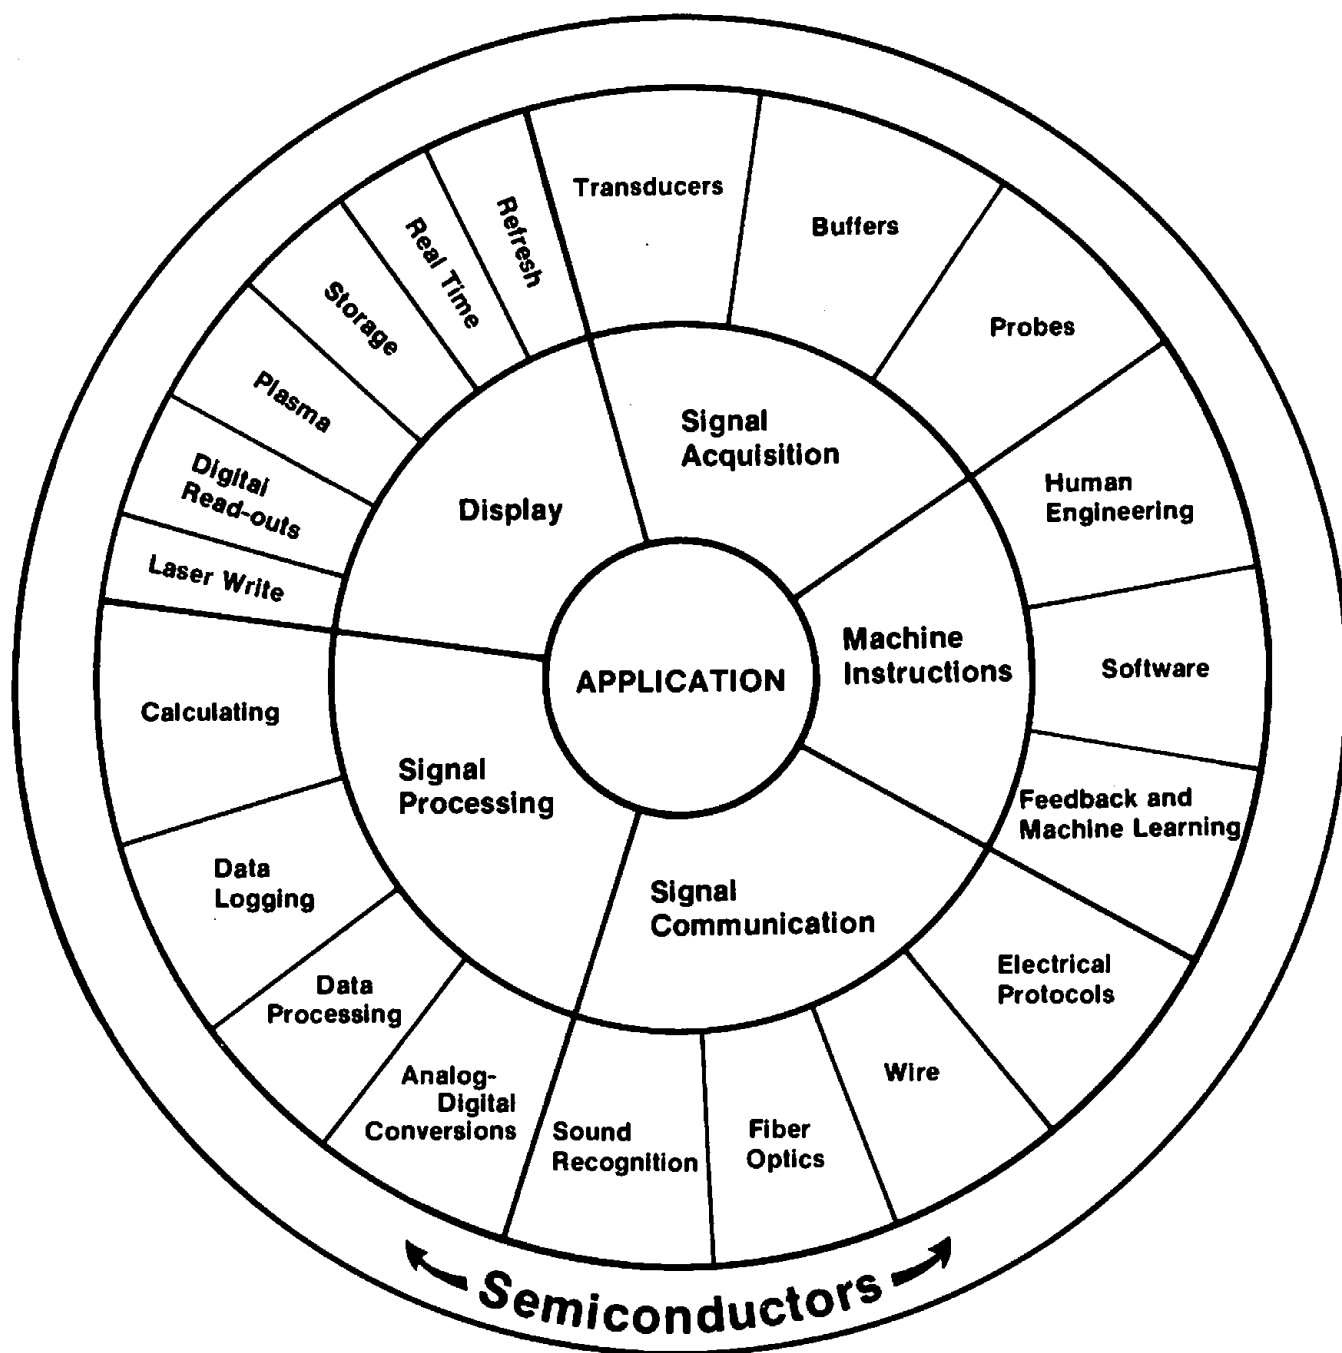 Transducers
Buffers
Probes
Human
Engineering
Software
Feedback and
Machine Learning
Electrical
Protocols
Wire
Fiber
Optics
Sound
Recognition
Analog-
Digital
Conversions
Data
Processing
Data
Logging
Calculating
Laser Write
Digital
Read-outs
Plasma
Storage
Real Time
Refresh
Signal
Acquisition
Machine
Instructions
Signal
Communication
Signal
Processing
Display
APPLICATION
Semiconductors